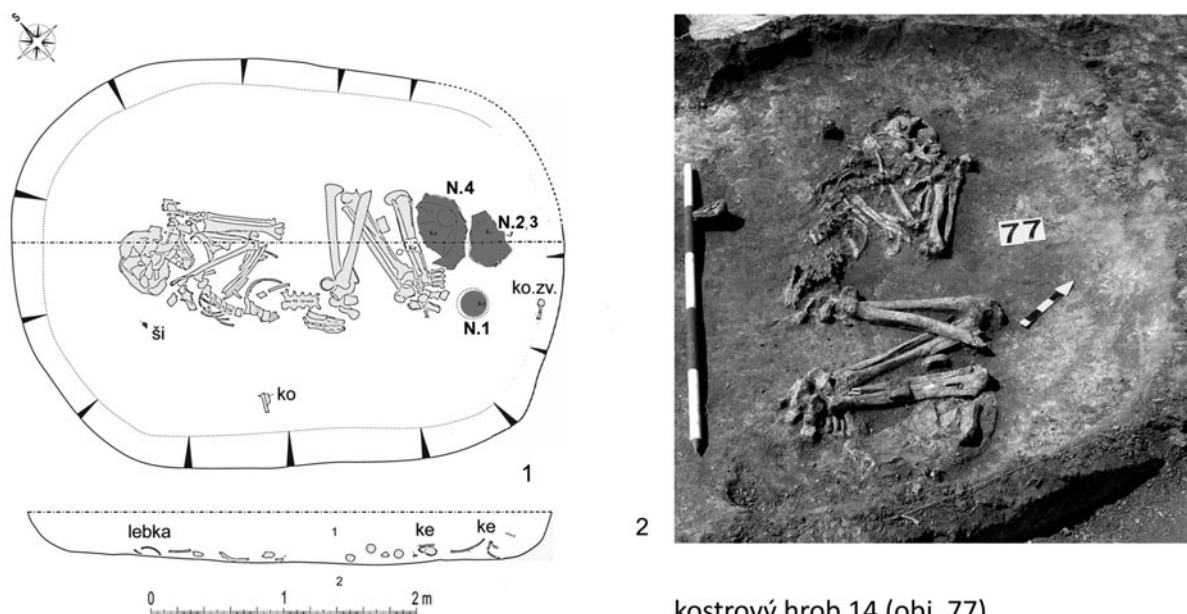 S
N.4
N.2,3
ko.zv.
N.1
ši
ko
1
lebka
1
ke
ke
2
0 1 2 m
77
2
kostrový hrob 14 (obj. 77)